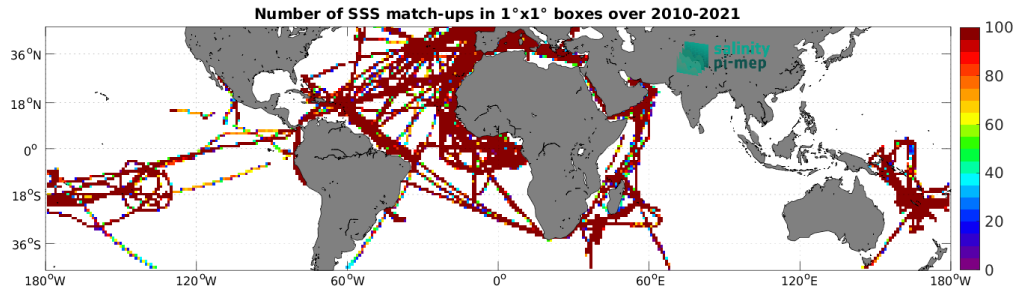 Number of SSS match-ups in 1°x1° boxes over 2010-2021
salinity
pi-mep
36°N
18°N
0°
18°S
36°S
180°W 120°W 60°W 0° 60°E 120°E 180°W
100
80
60
40
20
0